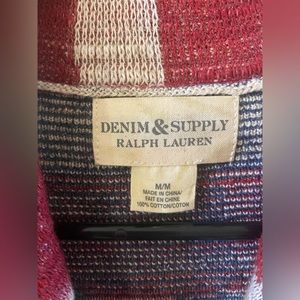 DENIM & SUPPLY
RALPH LAUREN
M/M
MADE IN CHINA/
FAIT EN CHINE
100% COTTON/COTON